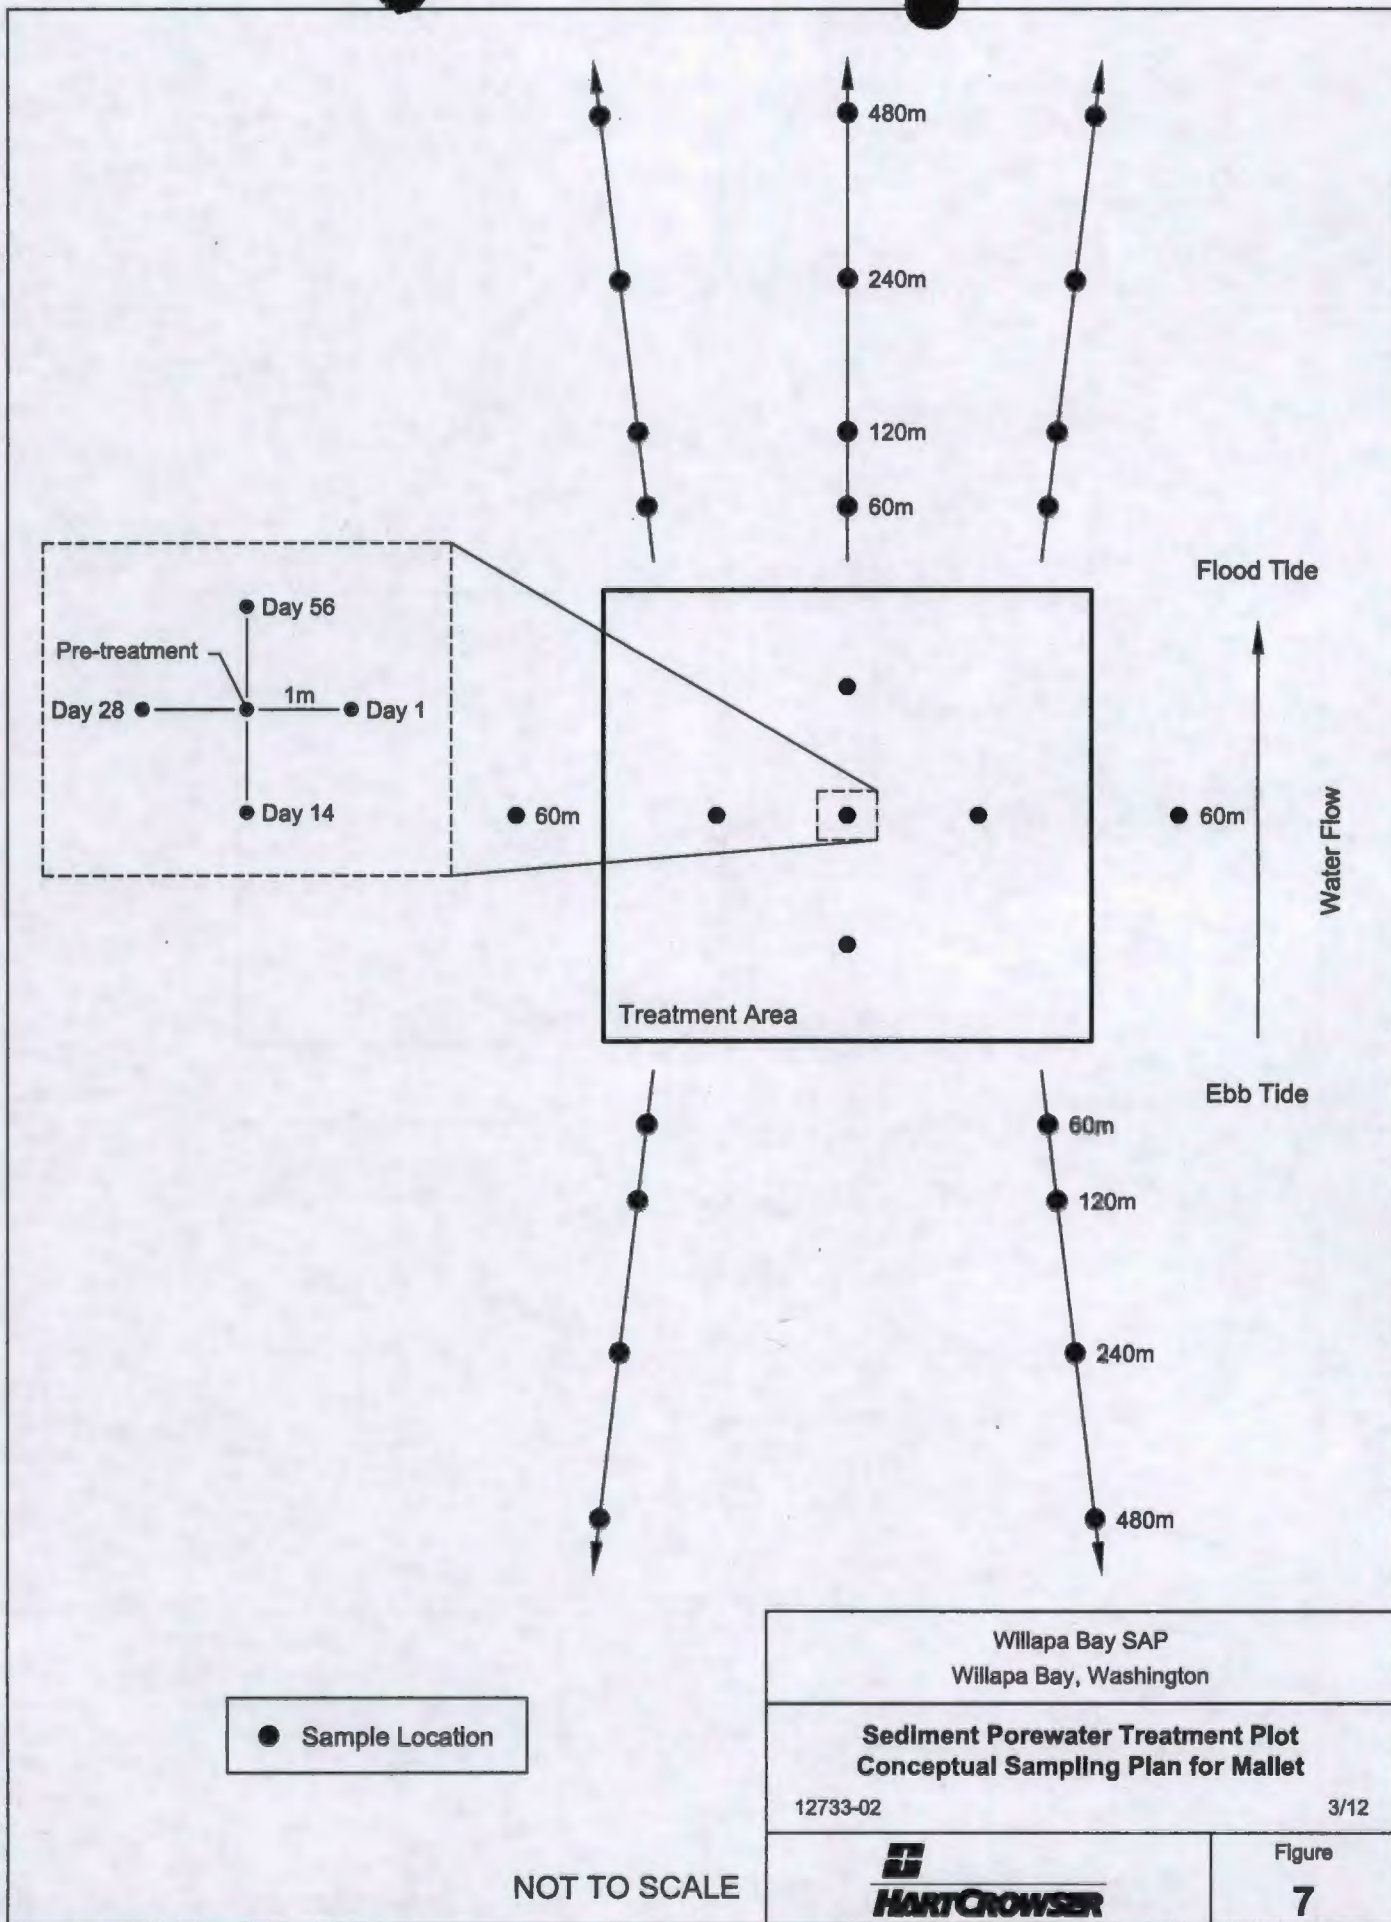 480m
240m
120m
60m
Flood Tide
Day 56
Pre-treatment
1m
Day 28
Day 1
Day 14
60m
60m
Water Flow
Treatment Area
Ebb Tide
60m
120m
240m
480m
Sample Location
NOT TO SCALE
Willapa Bay SAP
Willapa Bay, Washington
Sediment Porewater Treatment Plot
Conceptual Sampling Plan for Mallet
12733-02
3/12
HARTCROWSER
Figure
7